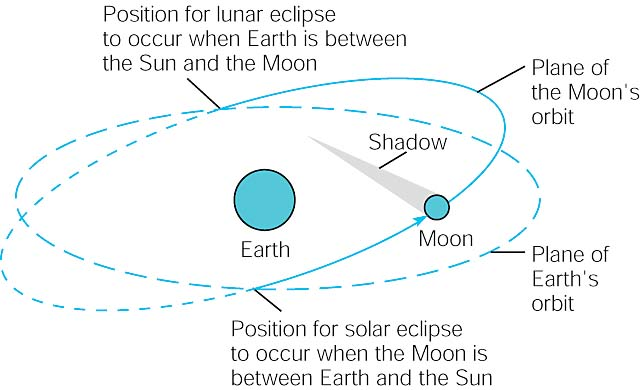 Position for lunar eclipse
to occur when Earth is between
the Sun and the Moon
Plane of
the Moon's
orbit
Shadow
Earth
Moon
Plane of
Earth's
orbit
Position for solar eclipse
to occur when the Moon is
between Earth and the Sun